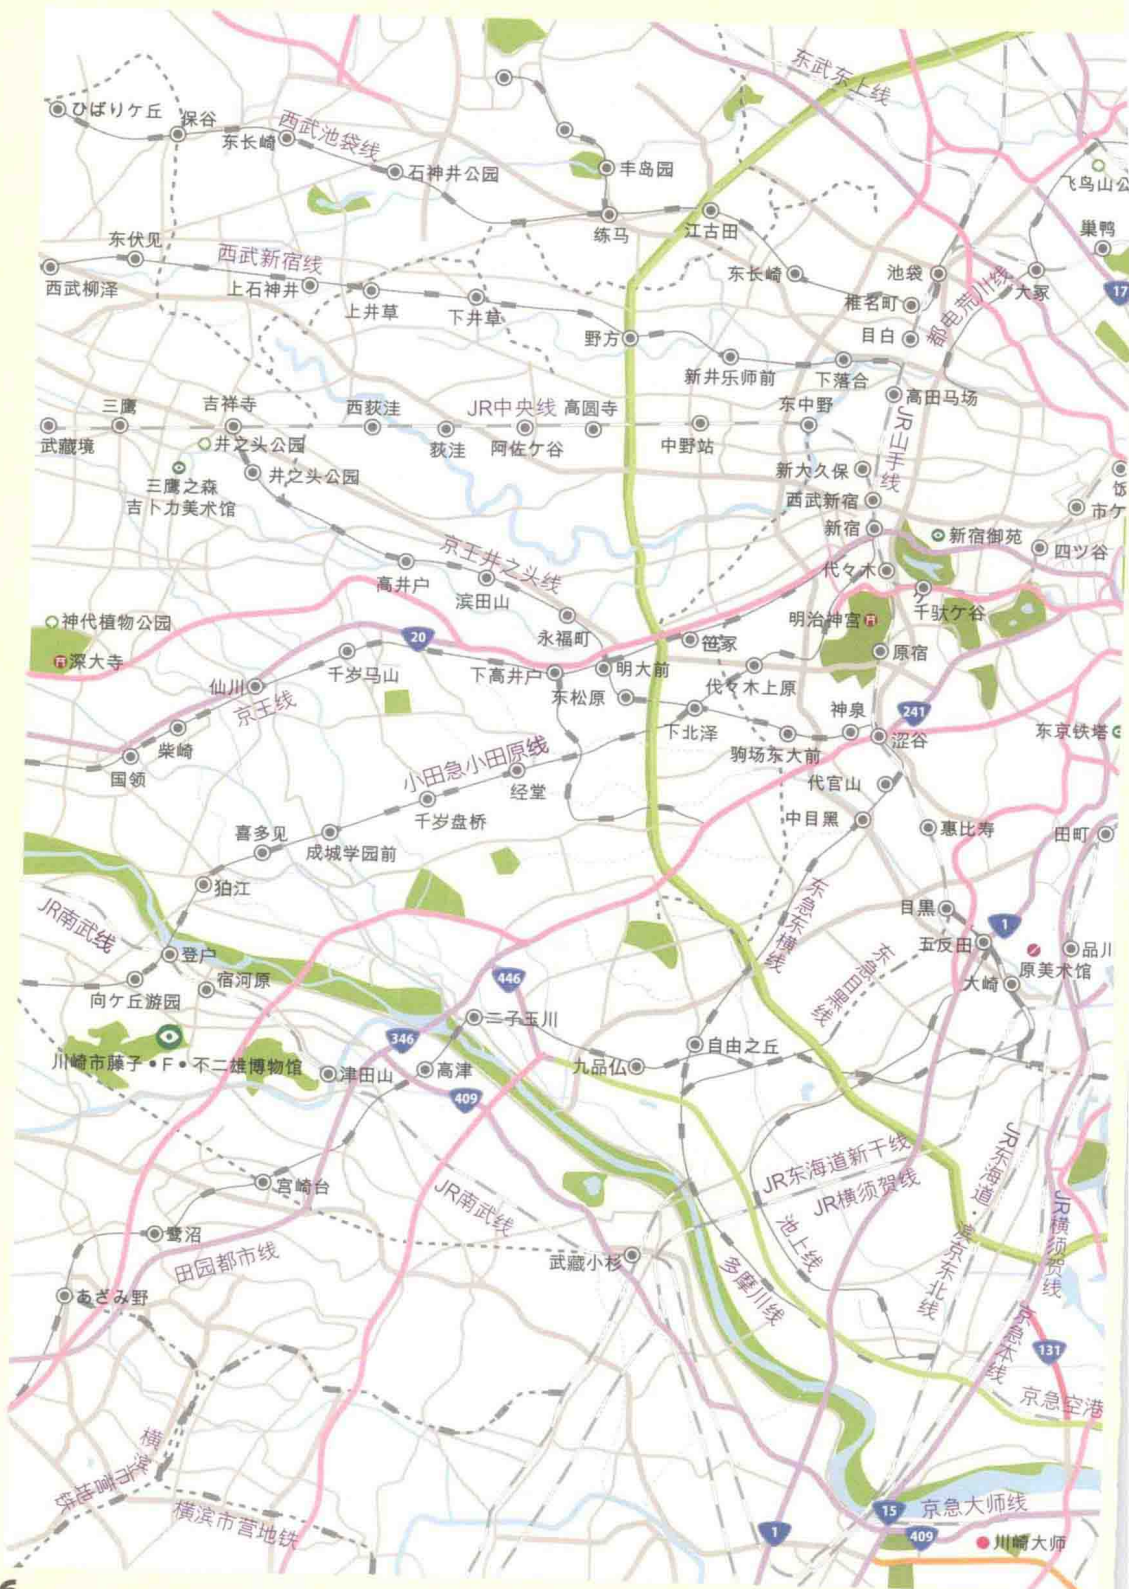 东武东上线
ひばりケ丘
保谷
东长崎
西武池袋线
石神井公园
丰岛园
飞鸟山公
练马
江古田
巢鸭
东伏见
西武新宿线
西武柳泽
上石神井
上井草
下井草
东长崎
池袋
大冢
17
椎名町
都电荒川线
目白
野方
新井乐师前
下落合
高田马场
三鹰
吉祥寺
西荻洼
JR中央线
高圆寺
东中野
JR山手线
武藏境
井之头公园
荻洼
阿佐ケ谷
中野站
井之头公园
三鹰之森
吉卜力美术馆
新大久保
西武新宿
市ケ
新宿
新宿御苑
四ツ谷
京王井之头线
代々木
高井户
滨田山
千驮ケ谷
神代植物公园
永福町
明治神宫
20
笹冢
深大寺
千岁乌山
下高井户
明大前
原宿
仙川
东松原
代々木上原
京王线
下北泽
神泉
241
涩谷
东京铁塔
柴崎
驹场东大前
国领
小田急小田原线
经堂
代官山
千岁盘桥
中目黑
惠比寿
田町
喜多见
成城学园前
狛江
JR南武线
东急东横线
目黑
1
登户
五反田
品川
原美术馆
东急目黑线
大崎
向ケ丘游园
宿河原
446
二子玉川
346
自由之丘
川崎市藤子·F·不二雄博物馆
津田山
高津
九品仏
409
JR东海道新干线
JR横须贺线
JR东海道·滨京东北线
宫崎台
JR南武线
JR横须贺线
鹭沼
池上线
田园都市线
武藏小杉
多摩川线
あざみ野
京急本线
131
京急空港
横滨市营地铁
横滨市营地铁
15
京急大师线
1
409
川崎大师
6